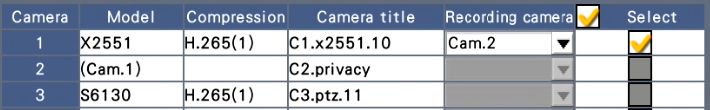 Camera Model Compression Camera title Recording camera Select
1 X2551 H.265(1) C1.x2551.10 Cam.2
2 (Cam.1) C2.privacy
3 S6130 H.265(1) C3.ptz.11